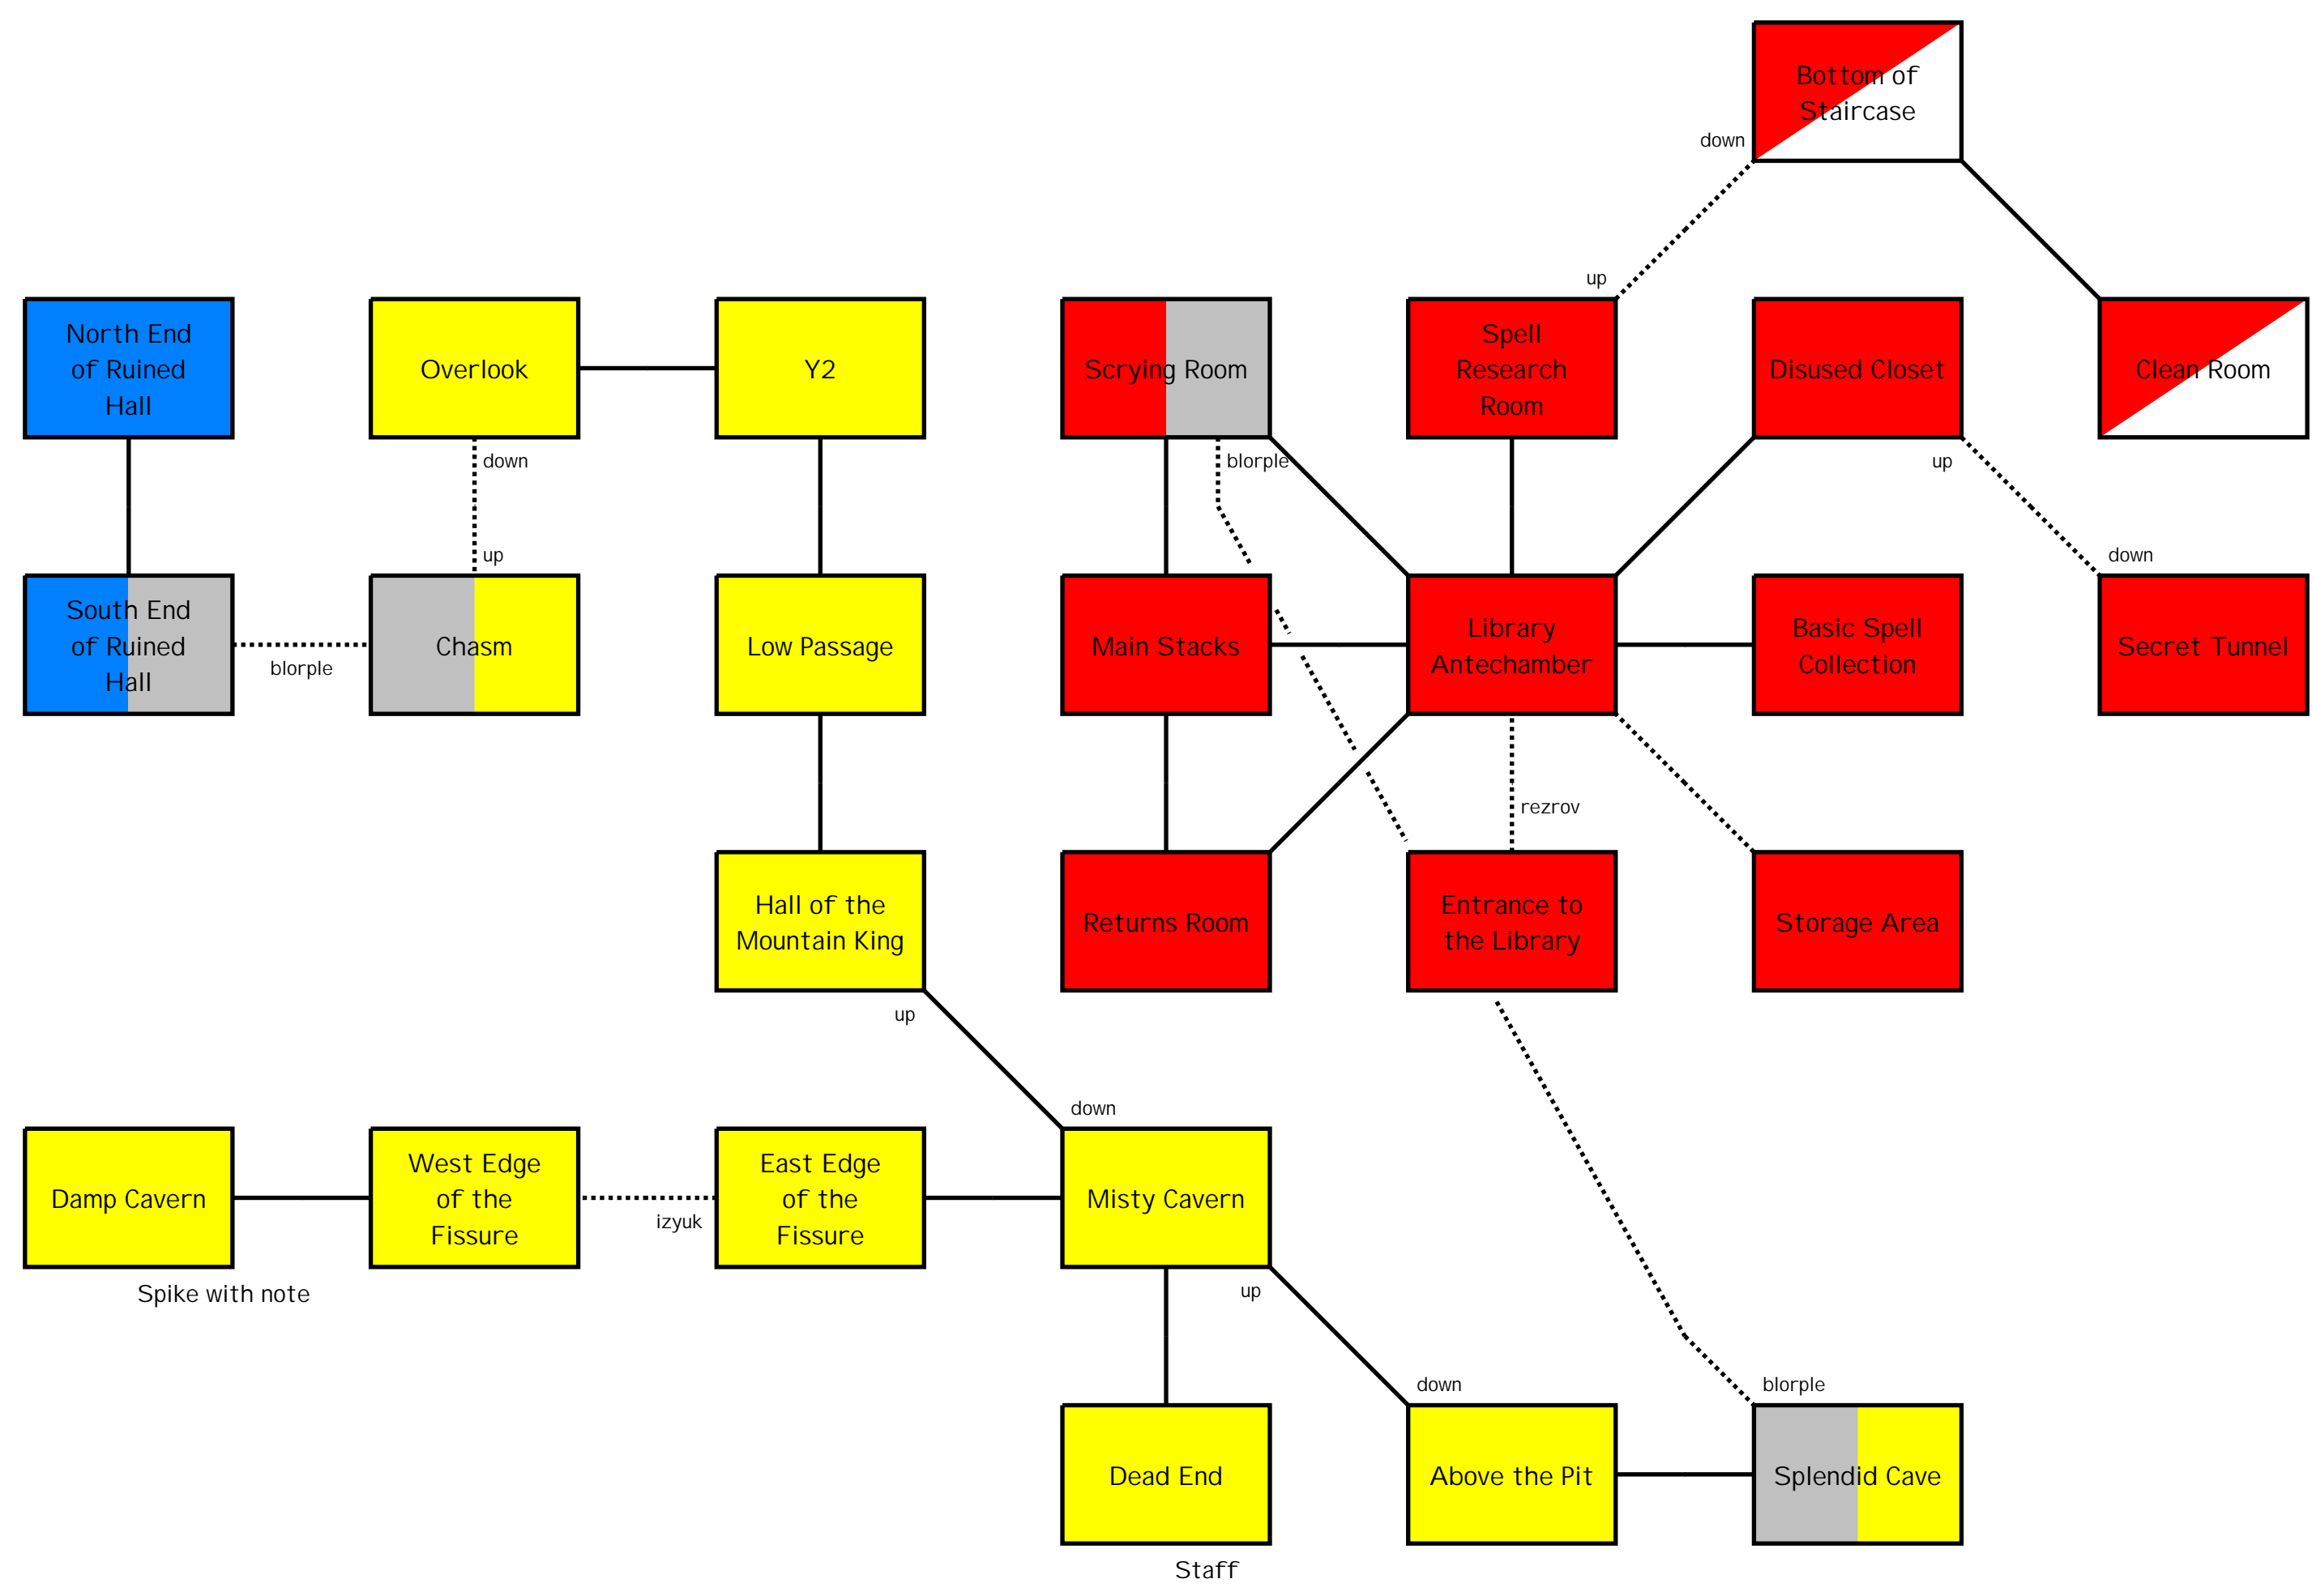 Bottom of
Staircase
down
up
North End
of Ruined
Hall
Overlook
Y2
Scrying Room
Spell
Research
Room
Disused Closet
Clean Room
down
blorple
up
up
down
South End
of Ruined
Hall
Chasm
Low Passage
Main Stacks
Library
Antechamber
Basic Spell
Collection
Secret Tunnel
blorple
rezrov
Hall of the
Mountain King
Returns Room
Entrance to
the Library
Storage Area
up
down
Damp Cavern
West Edge
of the
Fissure
East Edge
of the
Fissure
Misty Cavern
izyuk
Spike with note
up
down
blorple
Dead End
Above the Pit
Splendid Cave
Staff